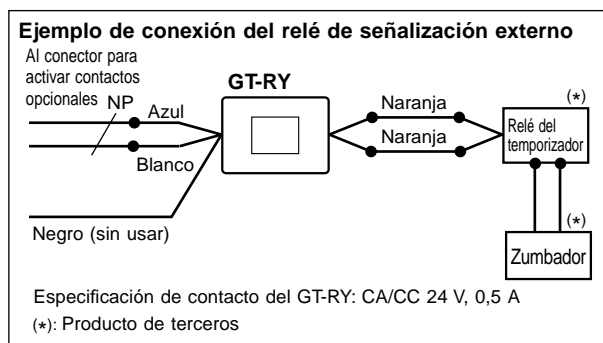 Ejemplo de conexión del relé de señalización externo
Al conector para
activar contactos
opcionales
NP
Azul
Blanco
Negro (sin usar)
GT-RY
Naranja
Naranja
(*)
Relé del
temporizador
(*)
Zumbador
Especificación de contacto del GT-RY: CA/CC 24 V, 0,5 A
(*): Producto de terceros